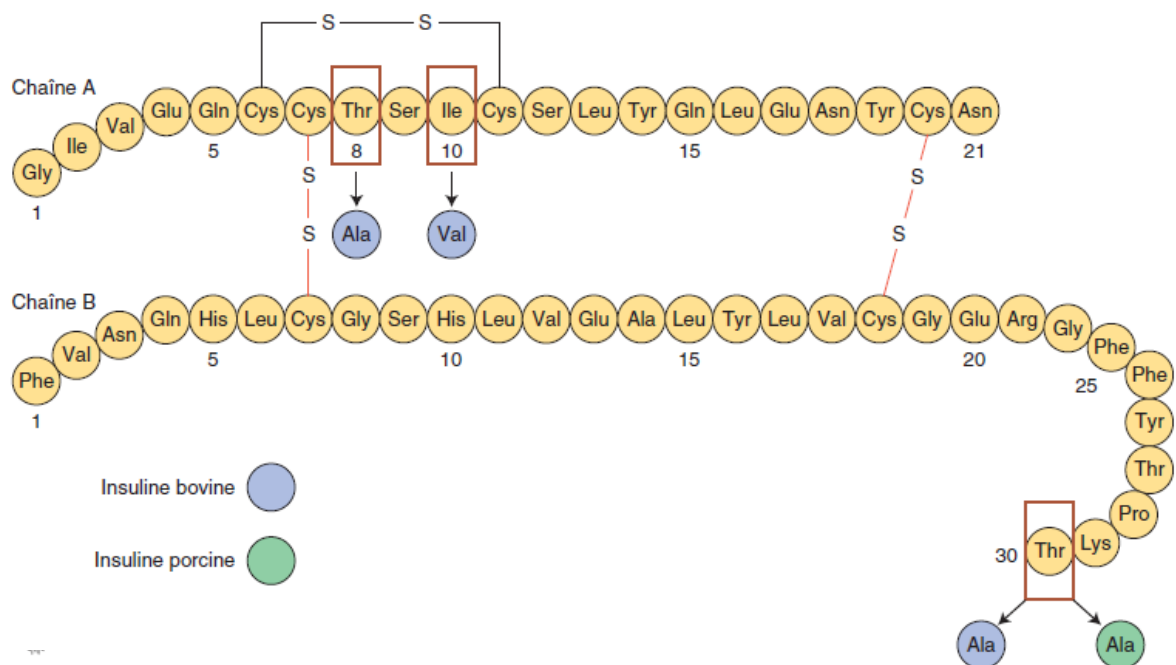 S S
Chaîne A
Gly Ile Val Glu Gln Cys Cys Thr Ser Ile Cys Ser Leu Tyr Gln Leu Glu Asn Tyr Cys Asn
1 5 8 10 15 21
S S
S S
Ala Val
Chaîne B
Phe Val Asn Gln His Leu Cys Gly Ser His Leu Val Glu Ala Leu Tyr Leu Val Cys Gly Glu Arg Gly Phe Phe Tyr Thr Pro Lys Thr
1 5 10 15 20 25 30
Insuline bovine
Insuline porcine
Ala Ala